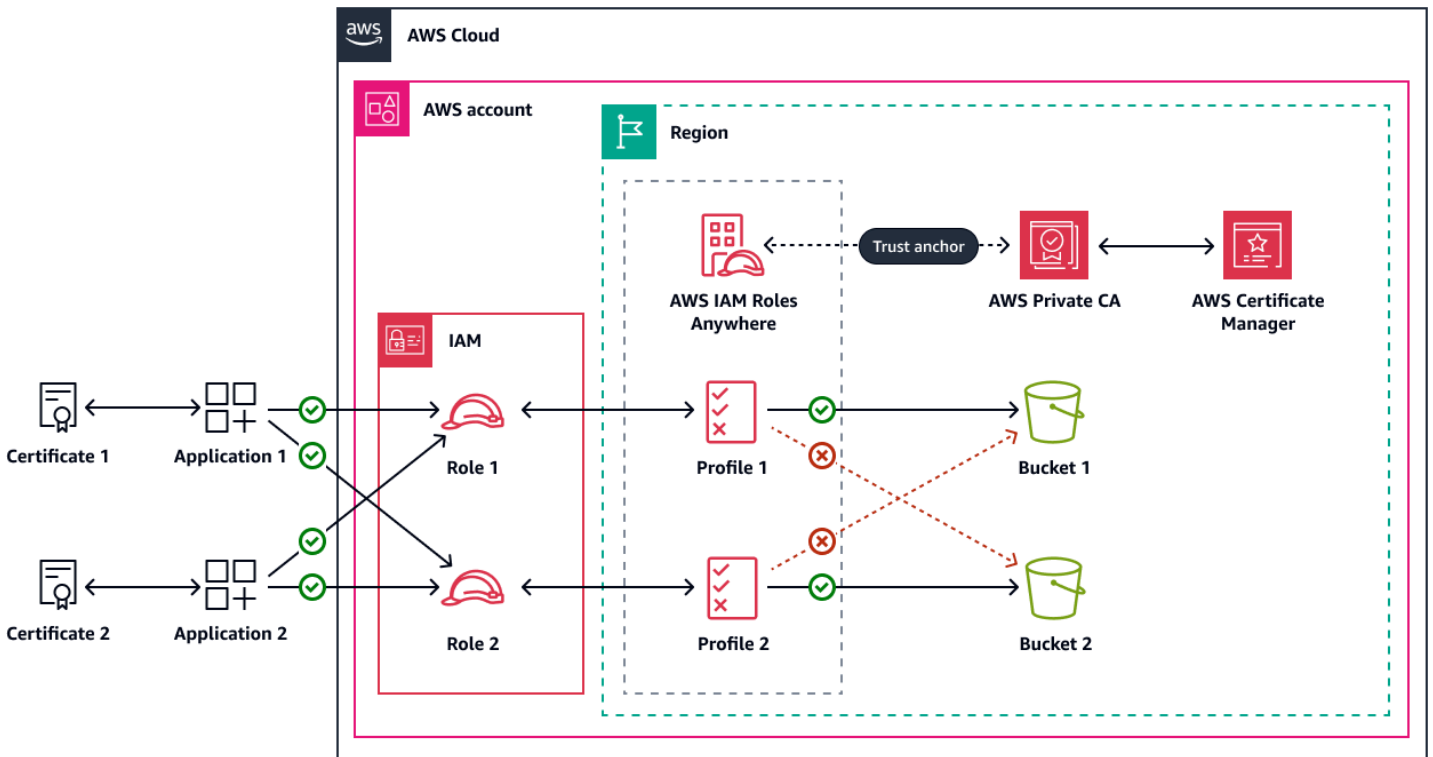 aws
AWS Cloud
AWS account
Region
Trust anchor
AWS IAM Roles
Anywhere
AWS Private CA
AWS Certificate
Manager
IAM
Certificate 1
Application 1
Role 1
Profile 1
Bucket 1
Certificate 2
Application 2
Role 2
Profile 2
Bucket 2